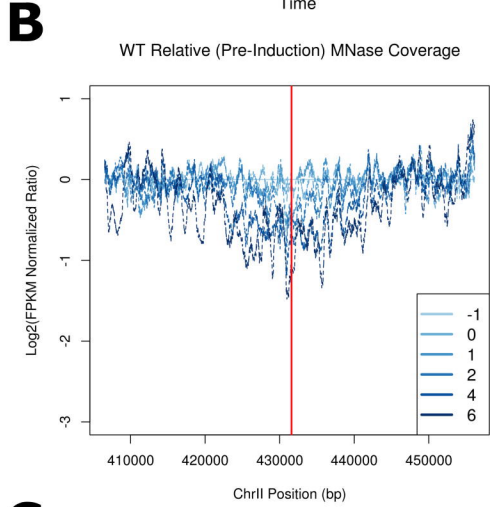 Time
B
WT Relative (Pre-Induction) MNase Coverage
Log2(FPKM Normalized Ratio)
1
0
-1
-2
-3
-1
0
1
2
4
6
410000 420000 430000 440000 450000
ChrII Position (bp)